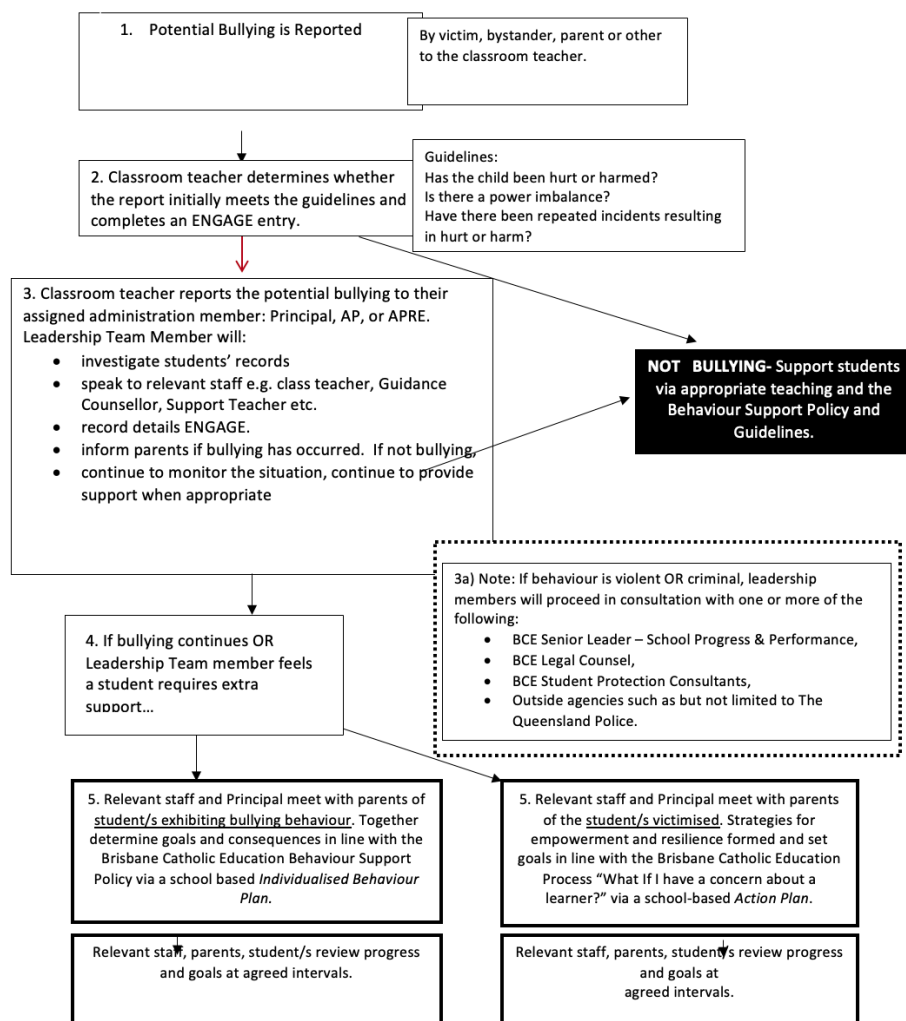 1. Potential Bullying is Reported
By victim, bystander, parent or other
to the classroom teacher.
2. Classroom teacher determines whether
the report initially meets the guidelines and
completes an ENGAGE entry.
Guidelines:
Has the child been hurt or harmed?
Is there a power imbalance?
Have there been repeated incidents resulting
in hurt or harm?
3. Classroom teacher reports the potential bullying to their
assigned administration member: Principal, AP, or APRE.
Leadership Team Member will:
• investigate students' records
• speak to relevant staff e.g. class teacher, Guidance
Counsellor, Support Teacher etc.
• record details ENGAGE.
• inform parents if bullying has occurred. If not bullying,
• continue to monitor the situation, continue to provide
support when appropriate
NOT BULLYING- Support students
via appropriate teaching and the
Behaviour Support Policy and
Guidelines.
3a) Note: If behaviour is violent OR criminal, leadership
members will proceed in consultation with one or more of the
following:
• BCE Senior Leader – School Progress & Performance,
• BCE Legal Counsel,
• BCE Student Protection Consultants,
• Outside agencies such as but not limited to The
Queensland Police.
4. If bullying continues OR
Leadership Team member feels
a student requires extra
support…
5. Relevant staff and Principal meet with parents of
student/s exhibiting bullying behaviour. Together
determine goals and consequences in line with the
Brisbane Catholic Education Behaviour Support
Policy via a school based Individualised Behaviour
Plan.
5. Relevant staff and Principal meet with parents
of the student/s victimised. Strategies for
empowerment and resilience formed and set
goals in line with the Brisbane Catholic Education
Process "What If I have a concern about a
learner?" via a school-based Action Plan.
Relevant staff, parents, student/s review progress
and goals at agreed intervals.
Relevant staff, parents, student/s review progress
and goals at
agreed intervals.